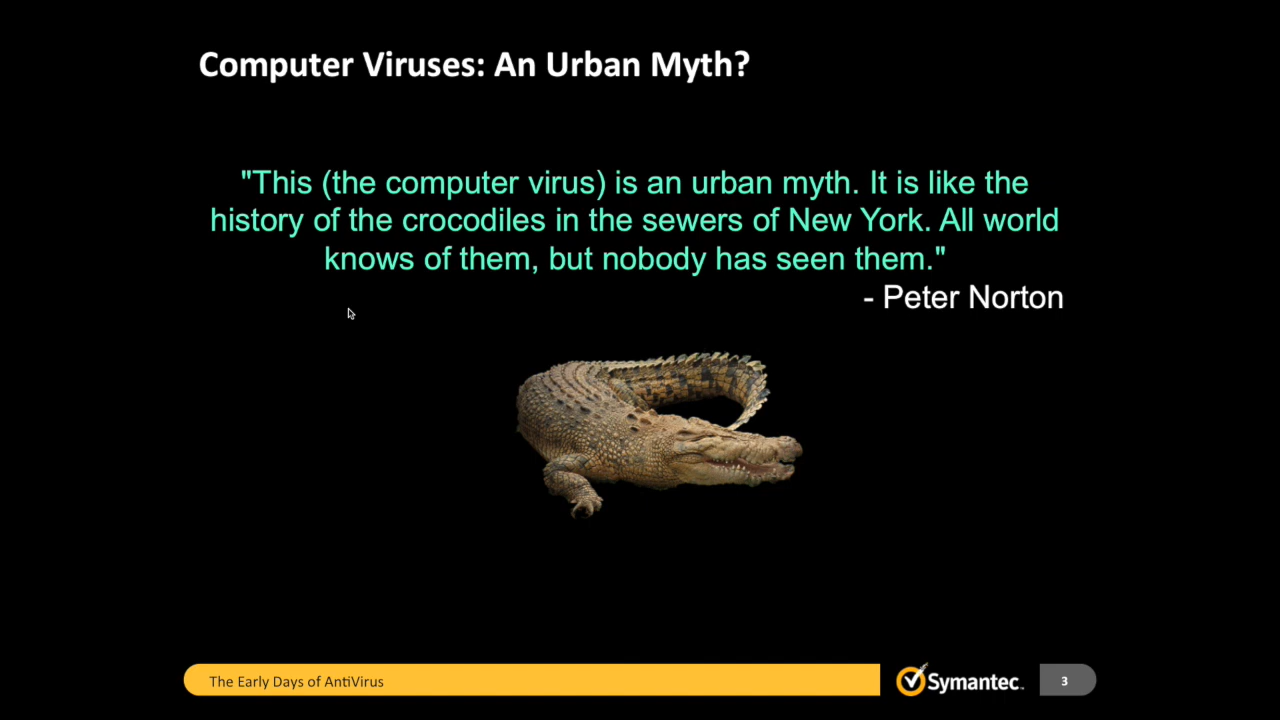 Computer Viruses: An Urban Myth?
"This (the computer virus) is an urban myth. It is like the
history of the crocodiles in the sewers of New York. All world
knows of them, but nobody has seen them."
- Peter Norton
The Early Days of AntiVirus
Symantec.
3